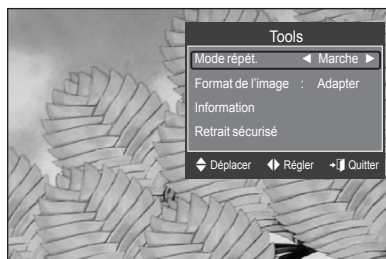 Tools
Mode répét. ◄ Marche ►
Format de l'image : Adapter
Information
Retrait sécurisé
Déplacer Régler Quitter